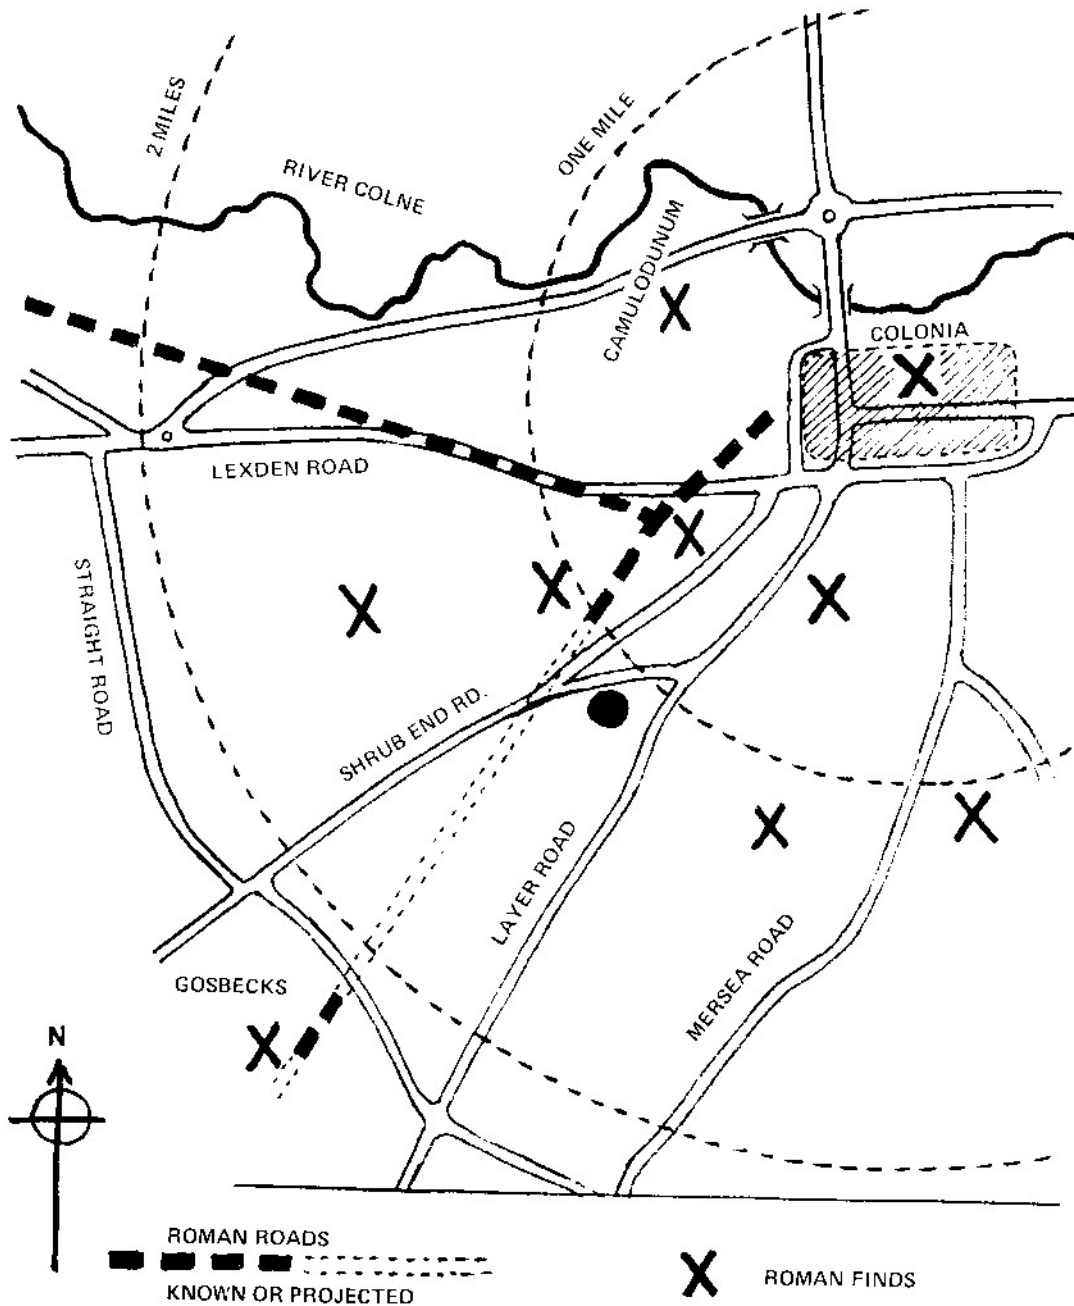 2 MILES
ONE MILE
RIVER COLNE
CAMULODUNUM
COLONIA
LEXDEN ROAD
STRAIGHT ROAD
SHRUB END RD.
LAYER ROAD
MERSEA ROAD
GOSBECKS
N
ROMAN ROADS
KNOWN OR PROJECTED
ROMAN FINDS